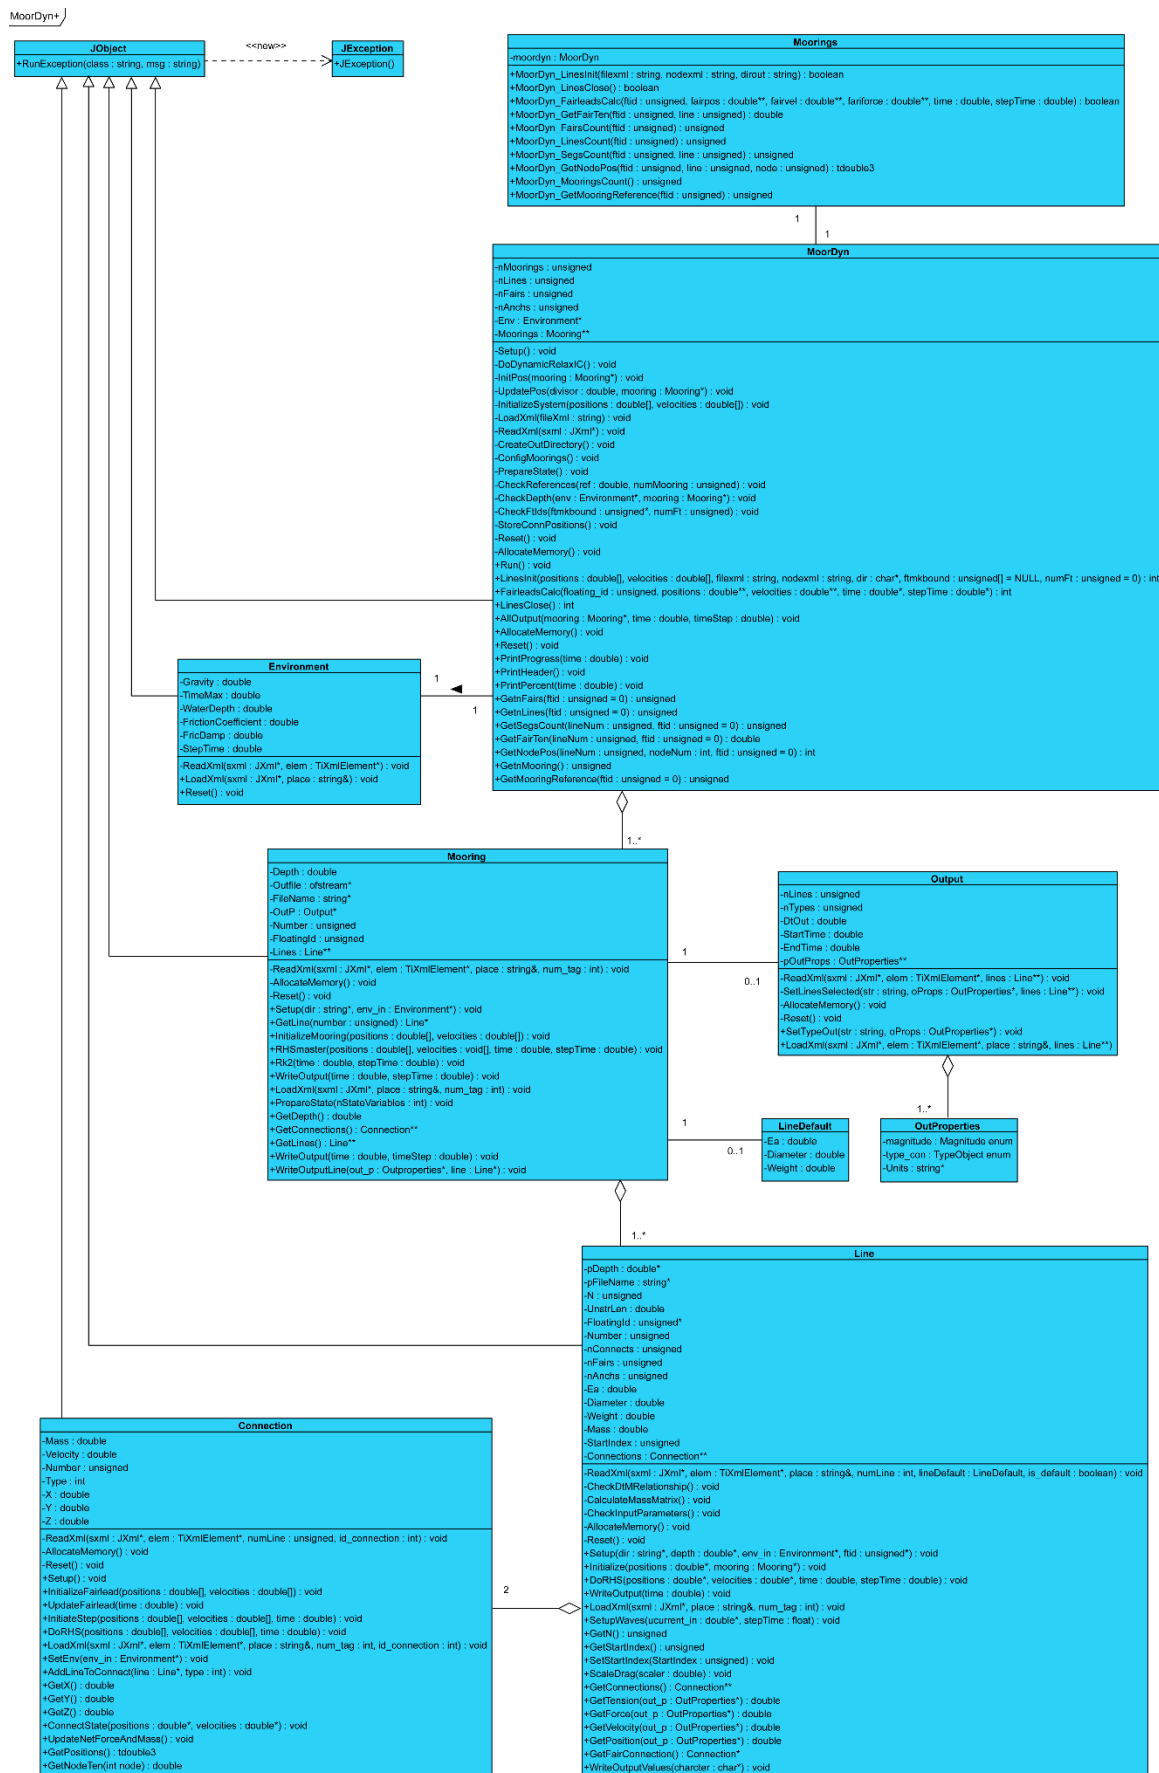 MoorDyn+
JObject
+RunException(class : string, msg : string)
<<new>>
JException
+JException()
Moorings
-moordyn : MoorDyn
+MoorDyn_LinesInit(filexml : string, nodexml : string, dirout : string) : boolean
+MoorDyn_LinesClose() : boolean
+MoorDyn_FairleadsCalc(ftid : unsigned, fairpos : double**, fairvel : double**, fariforce : double**, time : double, stepTime : double) : boolean
+MoorDyn_GetFairTen(ftid : unsigned, line : unsigned) : double
+MoorDyn_FairsCount(ftid : unsigned) : unsigned
+MoorDyn_LinesCount(ftid : unsigned) : unsigned
+MoorDyn_SegsCount(ftid : unsigned, line : unsigned) : unsigned
+MoorDyn_GetNodePos(ftid : unsigned, line : unsigned, node : unsigned) : tdouble3
+MoorDyn_MooringsCount() : unsigned
+MoorDyn_GetMooringReference(ftid : unsigned) : unsigned
1
1
MoorDyn
-nMoorings : unsigned
-nLines : unsigned
-nFairs : unsigned
-nAnchs : unsigned
-Env : Environment*
-Moorings : Mooring**
-Setup() : void
-DoDynamicRelaxIC() : void
-InitPos(mooring : Mooring*) : void
-UpdatePos(divisor : double, mooring : Mooring*) : void
-InitializeSystem(positions : double[], velocities : double[]) : void
-LoadXml(fileXml : string) : void
-ReadXml(sxml : JXml*) : void
-CreateOutDirectory() : void
-ConfigMoorings() : void
-PrepareState() : void
-CheckReferences(ref : double, numMooring : unsigned) : void
-CheckDepth(env : Environment*, mooring : Mooring*) : void
-CheckFtIds(ftmkbound : unsigned*, numFt : unsigned) : void
-StoreConnPositions() : void
-Reset() : void
-AllocateMemory() : void
+Run() : void
+LinesInit(positions : double[], velocities : double[], filexml : string, nodexml : string, dir : char*, ftmkbound : unsigned[] = NULL, numFt : unsigned = 0) : int
+FairleadsCalc(floating_id : unsigned, positions : double**, velocities : double**, time : double*, stepTime : double*) : int
+LinesClose() : int
+AllOutput(mooring : Mooring*, time : double, timeStep : double) : void
+AllocateMemory() : void
+Reset() : void
+PrintProgress(time : double) : void
+PrintHeader() : void
+PrintPercent(time : double) : void
+GetnFairs(ftid : unsigned = 0) : unsigned
+GetnLines(ftid : unsigned = 0) : unsigned
+GetSegsCount(lineNum : unsigned, ftid : unsigned = 0) : unsigned
+GetFairTen(lineNum : unsigned, ftid : unsigned = 0) : double
+GetNodePos(lineNum : unsigned, nodeNum : int, ftid : unsigned = 0) : int
+GetnMooring() : unsigned
+GetMooringReference(ftid : unsigned = 0) : unsigned
Environment
-Gravity : double
-TimeMax : double
-WaterDepth : double
-FrictionCoefficient : double
-FricDamp : double
-StepTime : double
-ReadXml(sxml : JXml*, elem : TiXmlElement*) : void
+LoadXml(sxml : JXml*, place : string&) : void
+Reset() : void
1
1
1..*
Mooring
-Depth : double
-Outfile : ofstream*
-FileName : string*
-OutP : Output*
-Number : unsigned
-FloatingId : unsigned
-Lines : Line**
-ReadXml(sxml : JXml*, elem : TiXmlElement*, place : string&, num_tag : int) : void
-AllocateMemory() : void
-Reset() : void
+Setup(dir : string*, env_in : Environment*) : void
+GetLine(number : unsigned) : Line*
+InitializeMooring(positions : double[], velocities : double[]) : void
+RHSmaster(positions : double[], velocities : void[], time : double, stepTime : double) : void
+Rk2(time : double, stepTime : double) : void
+WriteOutput(time : double, stepTime : double) : void
+LoadXml(sxml : JXml*, place : string&, num_tag : int) : void
+PrepareState(nStateVariables : int) : void
+GetDepth() : double
+GetConnections() : Connection**
+GetLines() : Line**
+WriteOutput(time : double, timeStep : double) : void
+WriteOutputLine(out_p : Outproperties*, line : Line*) : void
1
0..1
Output
-nLines : unsigned
-nTypes : unsigned
-DtOut : double
-StartTime : double
-EndTime : double
-pOutProps : OutProperties**
-ReadXml(sxml : JXml*, elem : TiXmlElement*, lines : Line**) : void
-SetLinesSelected(str : string, oProps : OutProperties*, lines : Line**) : void
-AllocateMemory() : void
-Reset() : void
+SetTypeOut(str : string, oProps : OutProperties*) : void
+LoadXml(sxml : JXml*, elem : TiXmlElement*, place : string&, lines : Line**)
1..*
1
0..1
LineDefault
-Ea : double
-Diameter : double
-Weight : double
OutProperties
-magnitude : Magnitude enum
-type_con : TypeObject enum
-Units : string*
1..*
Line
-pDepth : double*
-pFileName : string*
-N : unsigned
-UnstrLen : double
-FloatingId : unsigned*
-Number : unsigned
-nConnects : unsigned
-nFairs : unsigned
-nAnchs : unsigned
-Ea : double
-Diameter : double
-Weight : double
-Mass : double
-StartIndex : unsigned
-Connections : Connection**
-ReadXml(sxml : JXml*, elem : TiXmlElement*, place : string&, numLine : int, lineDefault : LineDefault, is_default : boolean) : void
-CheckDtMRelationship() : void
-CalculateMassMatrix() : void
-CheckInputParameters() : void
-AllocateMemory() : void
-Reset() : void
+Setup(dir : string*, depth : double*, env_in : Environment*, ftid : unsigned*) : void
+Initialize(positions : double*, mooring : Mooring*) : void
+DoRHS(positions : double*, velocities : double*, time : double, stepTime : double) : void
+WriteOutput(time : double) : void
+LoadXml(sxml : JXml*, place : string&, num_tag : int) : void
+SetupWaves(ucurrent_in : double*, stepTime : float) : void
+GetN() : unsigned
+GetStartIndex() : unsigned
+SetStartIndex(StartIndex : unsigned) : void
+ScaleDrag(scaler : double) : void
+GetConnections() : Connection**
+GetTension(out_p : OutProperties*) : double
+GetForce(out_p : OutProperties*) : double
+GetVelocity(out_p : OutProperties*) : double
+GetPosition(out_p : OutProperties*) : double
+GetFairConnection() : Connection*
+WriteOutputValues(charcter : char*) : void
2
Connection
-Mass : double
-Velocity : double
-Number : unsigned
-Type : int
-X : double
-Y : double
-Z : double
-ReadXml(sxml : JXml*, elem : TiXmlElement*, numLine : unsigned, id_connection : int) : void
-AllocateMemory() : void
-Reset() : void
+Setup() : void
+InitializeFairlead(positions : double[], velocities : double[]) : void
+UpdateFairlead(time : double) : void
+InitiateStep(positions : double[], velocities : double[], time : double) : void
+DoRHS(positions : double[], velocities : double[], time : double) : void
+LoadXml(sxml : JXml*, elem : TiXmlElement*, place : string&, num_tag : int, id_connection : int) : void
+SetEnv(env_in : Environment*) : void
+AddLineToConnect(line : Line*, type : int) : void
+GetX() : double
+GetY() : double
+GetZ() : double
+ConnectState(positions : double*, velocities : double*) : void
+UpdateNetForceAndMass() : void
+GetPositions() : tdouble3
+GetNodeTen(int node) : double